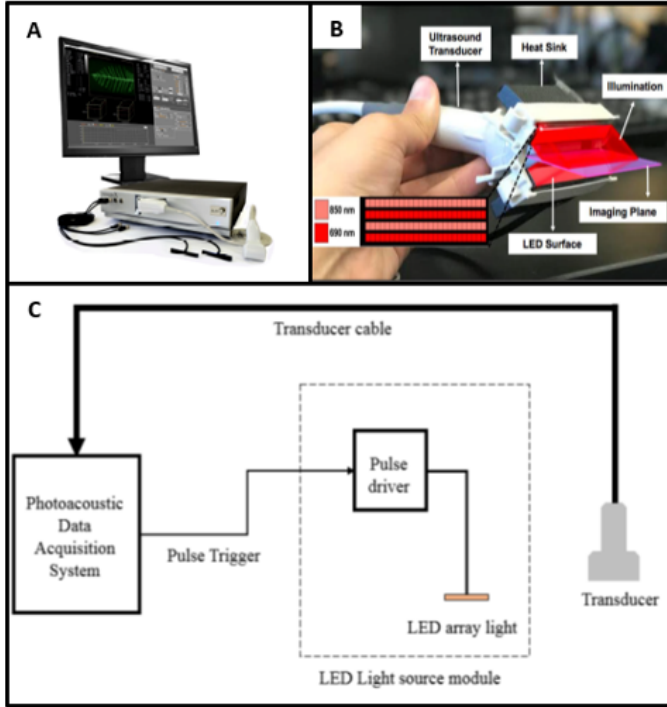 A
B
Ultrasound
Transducer
Heat Sink
Illumination
850 nm
690 nm
Imaging Plane
LED Surface
C
Transducer cable
Photoacoustic
Data
Acquisition
System
Pulse Trigger
Pulse
driver
LED array light
Transducer
LED Light source module